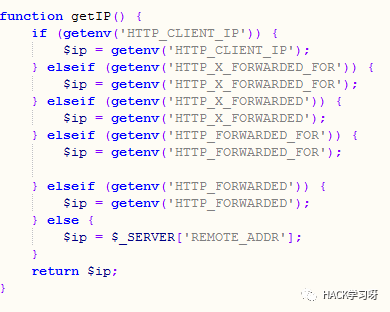 function getIP() {
    if (getenv('HTTP_CLIENT_IP')) {
        $ip = getenv('HTTP_CLIENT_IP');
    } elseif (getenv('HTTP_X_FORWARDED_FOR')) {
        $ip = getenv('HTTP_X_FORWARDED_FOR');
    } elseif (getenv('HTTP_X_FORWARDED')) {
        $ip = getenv('HTTP_X_FORWARDED');
    } elseif (getenv('HTTP_FORWARDED_FOR')) {
        $ip = getenv('HTTP_FORWARDED_FOR');
    } elseif (getenv('HTTP_FORWARDED')) {
        $ip = getenv('HTTP_FORWARDED');
    } else {
        $ip = $_SERVER['REMOTE_ADDR'];
    }
    return $ip;
}
HACK学习呀